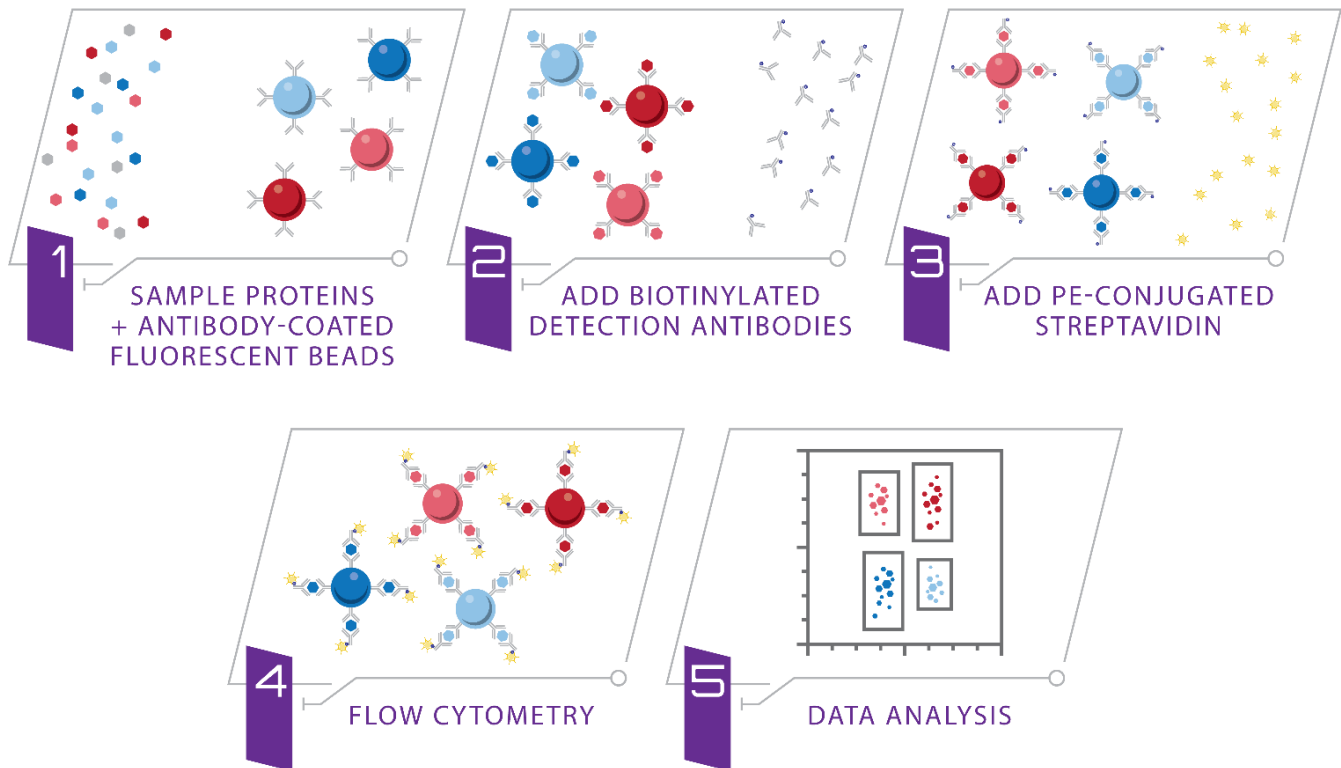 1
SAMPLE PROTEINS
+ ANTIBODY-COATED
FLUORESCENT BEADS
2
ADD BIOTINYLATED
DETECTION ANTIBODIES
3
ADD PE-CONJUGATED
STREPTAVIDIN
4
FLOW CYTOMETRY
5
DATA ANALYSIS